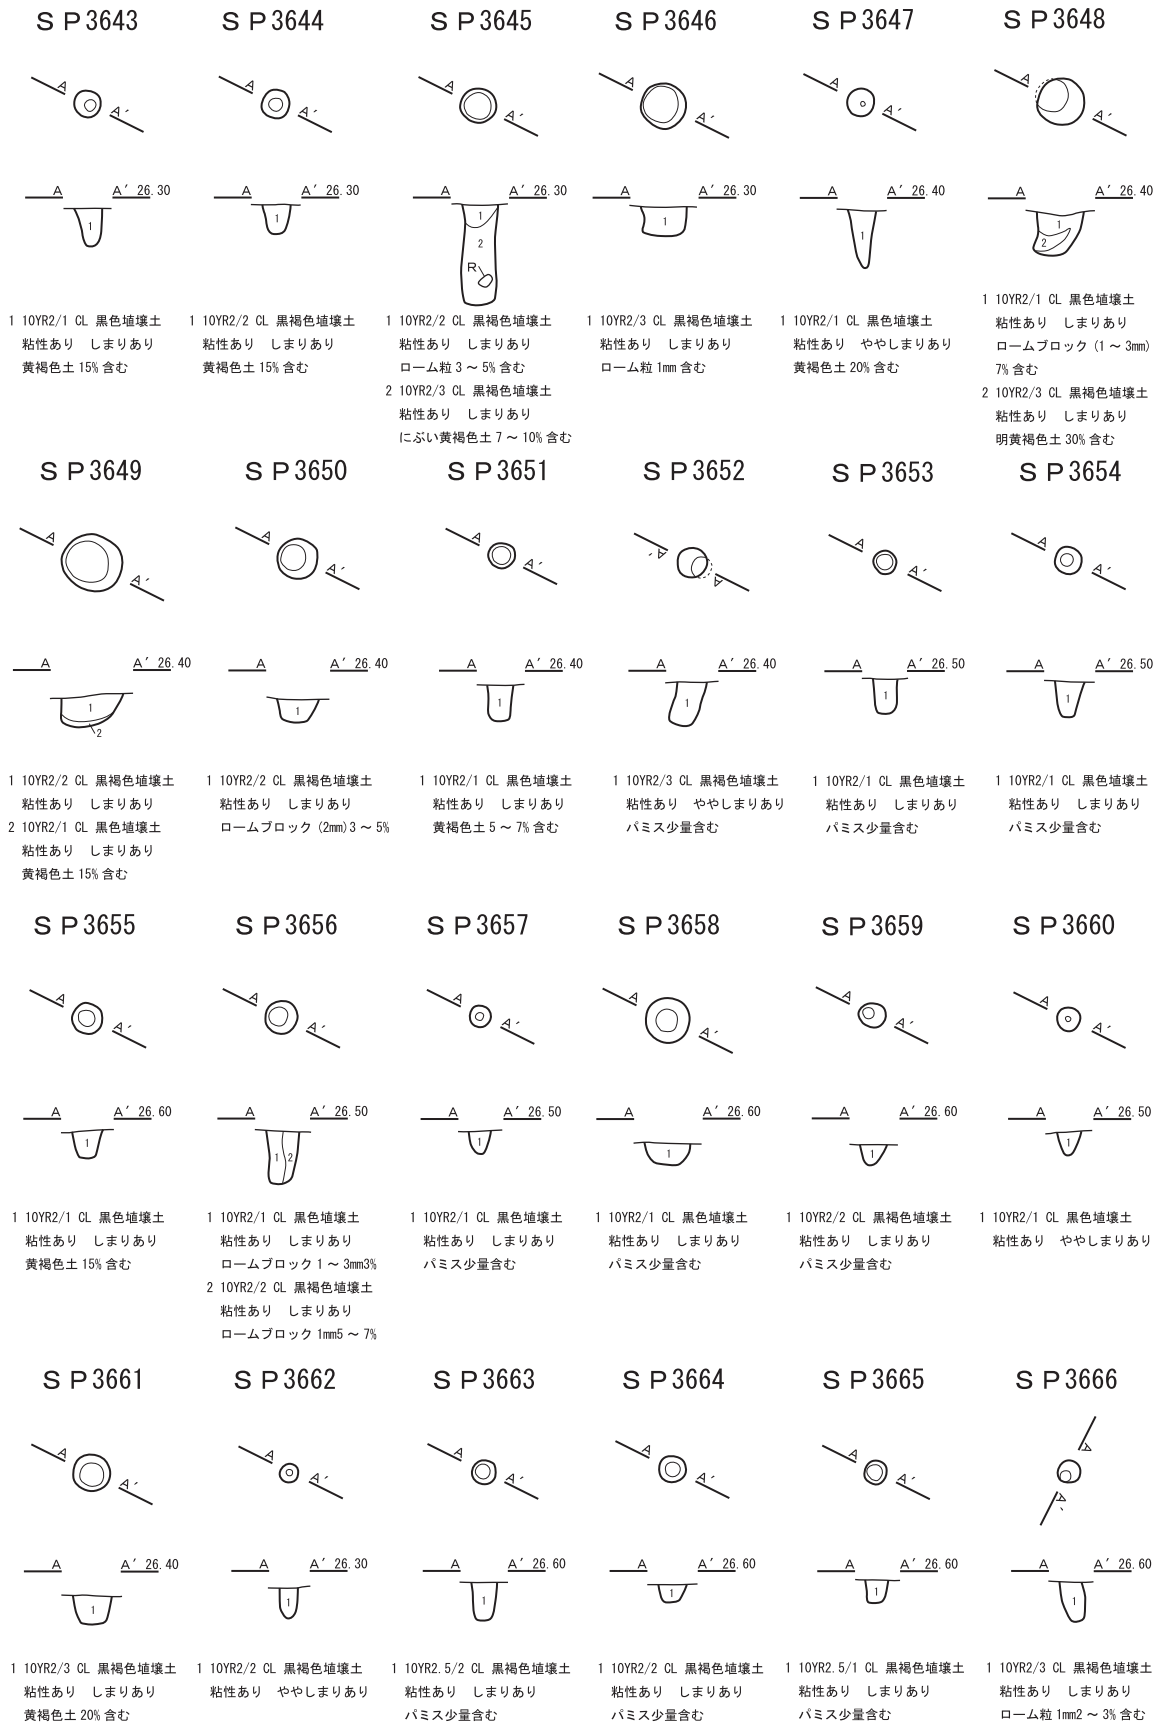 ＳＰ3643
A
A′
A A′ 26.30
1
1 10YR2/1 CL 黒色埴壌土
粘性あり しまりあり
黄褐色土 15% 含む
ＳＰ3644
A
A′
A A′ 26.30
1
1 10YR2/2 CL 黒褐色埴壌土
粘性あり しまりあり
黄褐色土 15% 含む
ＳＰ3645
A
A′
A A′ 26.30
1
2
R
1 10YR2/2 CL 黒褐色埴壌土
粘性あり しまりあり
ローム粒 3 ～ 5% 含む
2 10YR2/3 CL 黒褐色埴壌土
粘性あり しまりあり
にぶい黄褐色土 7 ～ 10% 含む
ＳＰ3646
A
A′
A A′ 26.30
1
1 10YR2/3 CL 黒褐色埴壌土
粘性あり しまりあり
ローム粒 1mm 含む
ＳＰ3647
A
A′
A A′ 26.40
1
1 10YR2/1 CL 黒色埴壌土
粘性あり ややしまりあり
黄褐色土 20% 含む
ＳＰ3648
A
A′
A A′ 26.40
1
2
1 10YR2/1 CL 黒色埴壌土
粘性あり しまりあり
ロームブロック (1 ～ 3mm)
7% 含む
2 10YR2/3 CL 黒褐色埴壌土
粘性あり しまりあり
明黄褐色土 30% 含む
ＳＰ3649
A
A′
A A′ 26.40
1
2
1 10YR2/2 CL 黒褐色埴壌土
粘性あり しまりあり
2 10YR2/1 CL 黒色埴壌土
粘性あり しまりあり
黄褐色土 15% 含む
ＳＰ3650
A
A′
A A′ 26.40
1
1 10YR2/2 CL 黒褐色埴壌土
粘性あり しまりあり
ロームブロック (2mm) 3 ～ 5%
ＳＰ3651
A
A′
A A′ 26.40
1
1 10YR2/1 CL 黒色埴壌土
粘性あり しまりあり
黄褐色土 5 ～ 7% 含む
ＳＰ3652
A′
A
A A′ 26.40
1
1 10YR2/3 CL 黒褐色埴壌土
粘性あり ややしまりあり
パミス少量含む
ＳＰ3653
A
A′
A A′ 26.50
1
1 10YR2/1 CL 黒色埴壌土
粘性あり しまりあり
パミス少量含む
ＳＰ3654
A
A′
A A′ 26.50
1
1 10YR2/1 CL 黒色埴壌土
粘性あり しまりあり
パミス少量含む
ＳＰ3655
A
A′
A A′ 26.60
1
1 10YR2/1 CL 黒色埴壌土
粘性あり しまりあり
黄褐色土 15% 含む
ＳＰ3656
A
A′
A A′ 26.50
1 2
1 10YR2/1 CL 黒色埴壌土
粘性あり しまりあり
ロームブロック 1 ～ 3mm3%
2 10YR2/2 CL 黒褐色埴壌土
粘性あり しまりあり
ロームブロック 1mm5 ～ 7%
ＳＰ3657
A
A′
A A′ 26.50
1
1 10YR2/1 CL 黒色埴壌土
粘性あり しまりあり
パミス少量含む
ＳＰ3658
A
A′
A A′ 26.60
1
1 10YR2/1 CL 黒色埴壌土
粘性あり しまりあり
パミス少量含む
ＳＰ3659
A
A′
A A′ 26.60
1
1 10YR2/2 CL 黒褐色埴壌土
粘性あり しまりあり
パミス少量含む
ＳＰ3660
A
A′
A A′ 26.50
1
1 10YR2/1 CL 黒色埴壌土
粘性あり ややしまりあり
ＳＰ3661
A
A′
A A′ 26.40
1
1 10YR2/3 CL 黒褐色埴壌土
粘性あり しまりあり
黄褐色土 20% 含む
ＳＰ3662
A
A′
A A′ 26.30
1
1 10YR2/2 CL 黒褐色埴壌土
粘性あり ややしまりあり
ＳＰ3663
A
A′
A A′ 26.60
1
1 10YR2.5/2 CL 黒褐色埴壌土
粘性あり しまりあり
パミス少量含む
ＳＰ3664
A
A′
A A′ 26.60
1
1 10YR2/2 CL 黒褐色埴壌土
粘性あり しまりあり
パミス少量含む
ＳＰ3665
A
A′
A A′ 26.60
1
1 10YR2.5/1 CL 黒褐色埴壌土
粘性あり しまりあり
パミス少量含む
ＳＰ3666
A
A′
A A′ 26.60
1
1 10YR2/3 CL 黒褐色埴壌土
粘性あり しまりあり
ローム粒 1mm2 ～ 3% 含む